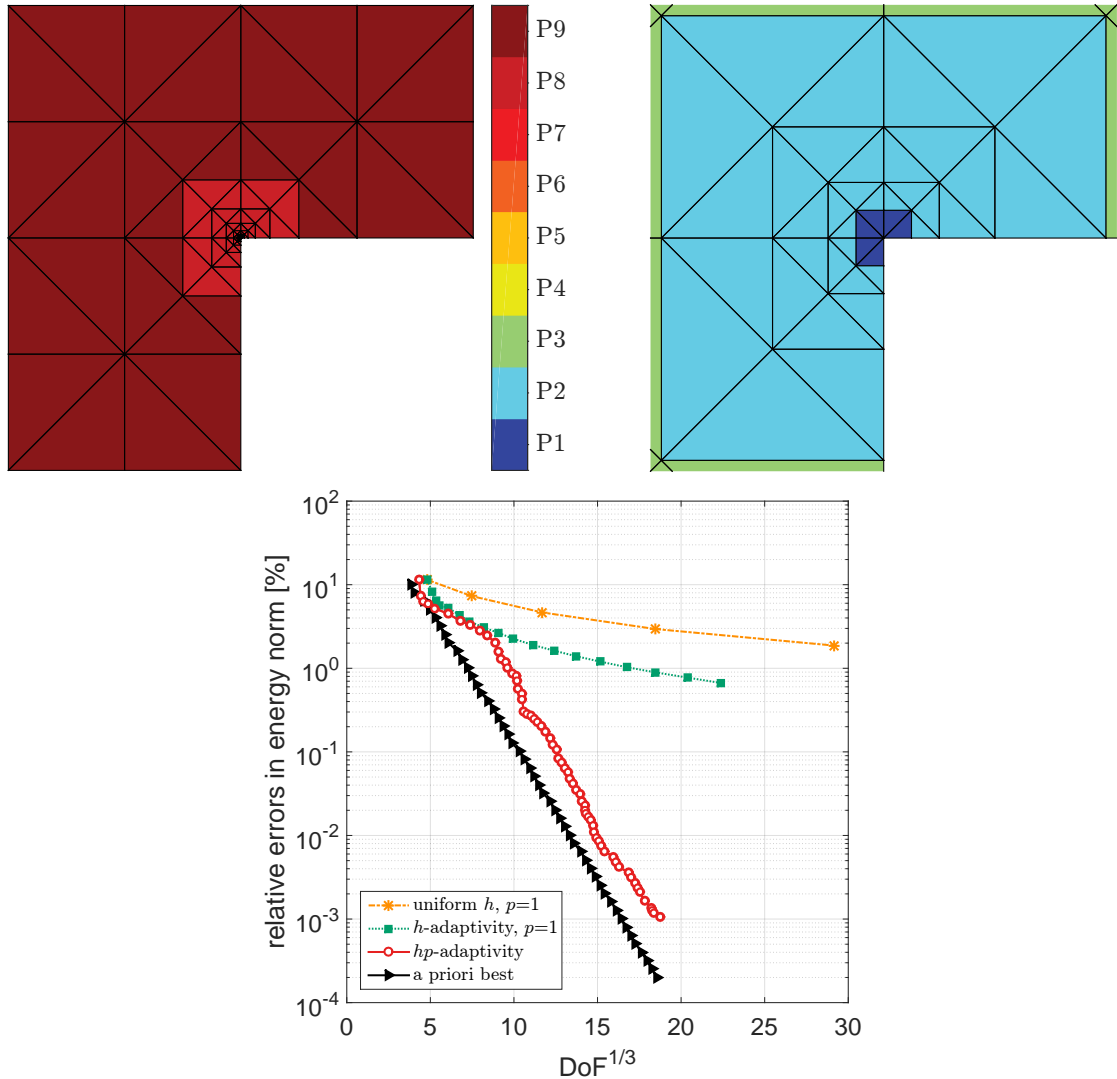 P9
P8
P7
P6
P5
P4
P3
P2
P1
relative errors in energy norm [%]
10^2
10^1
10^0
10^-1
10^-2
10^-3
10^-4
uniform h, p=1
h-adaptivity, p=1
hp-adaptivity
a priori best
0 5 10 15 20 25 30
DoF^1/3